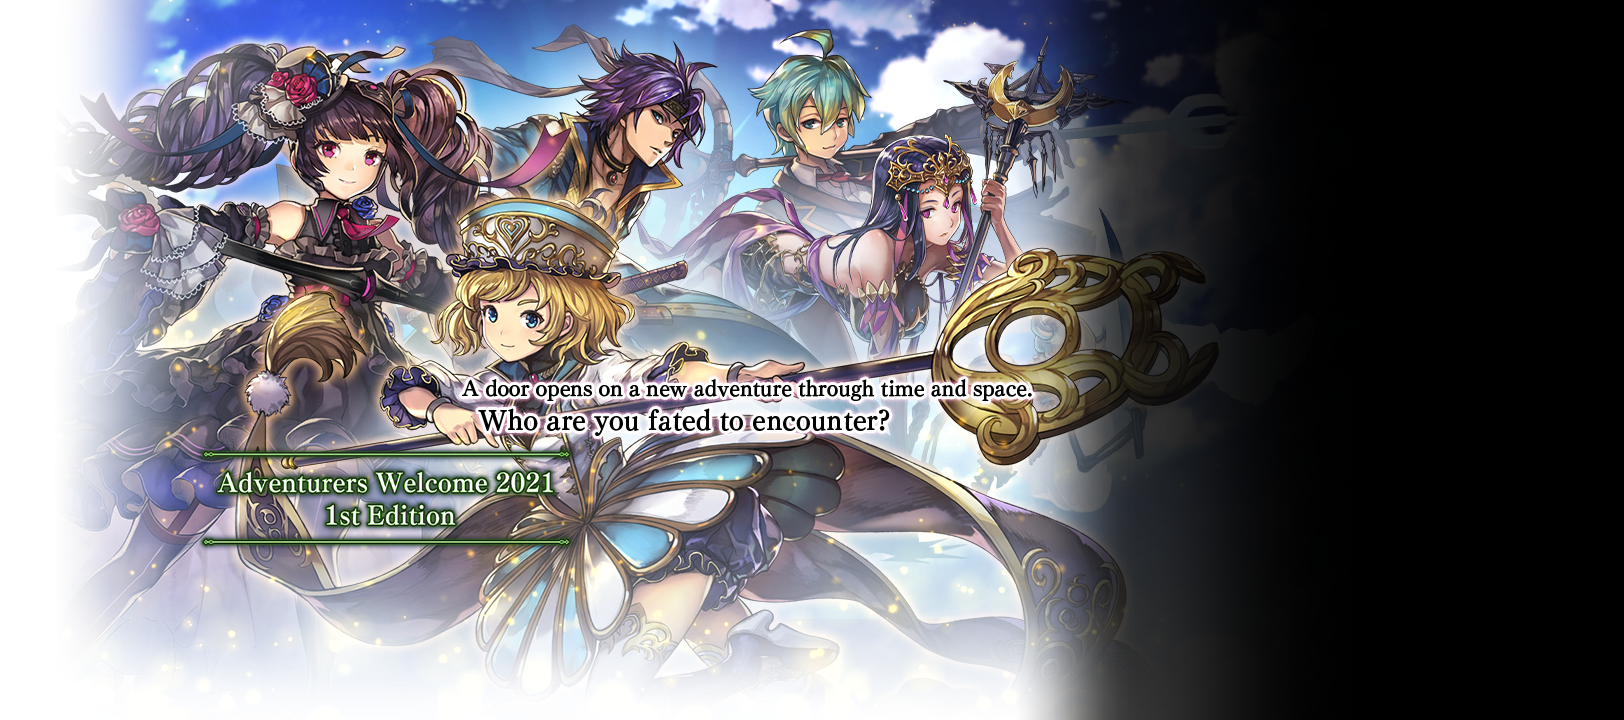 A door opens on a new adventure through time and space.
Who are you fated to encounter?
Adventurers Welcome 2021
1st Edition